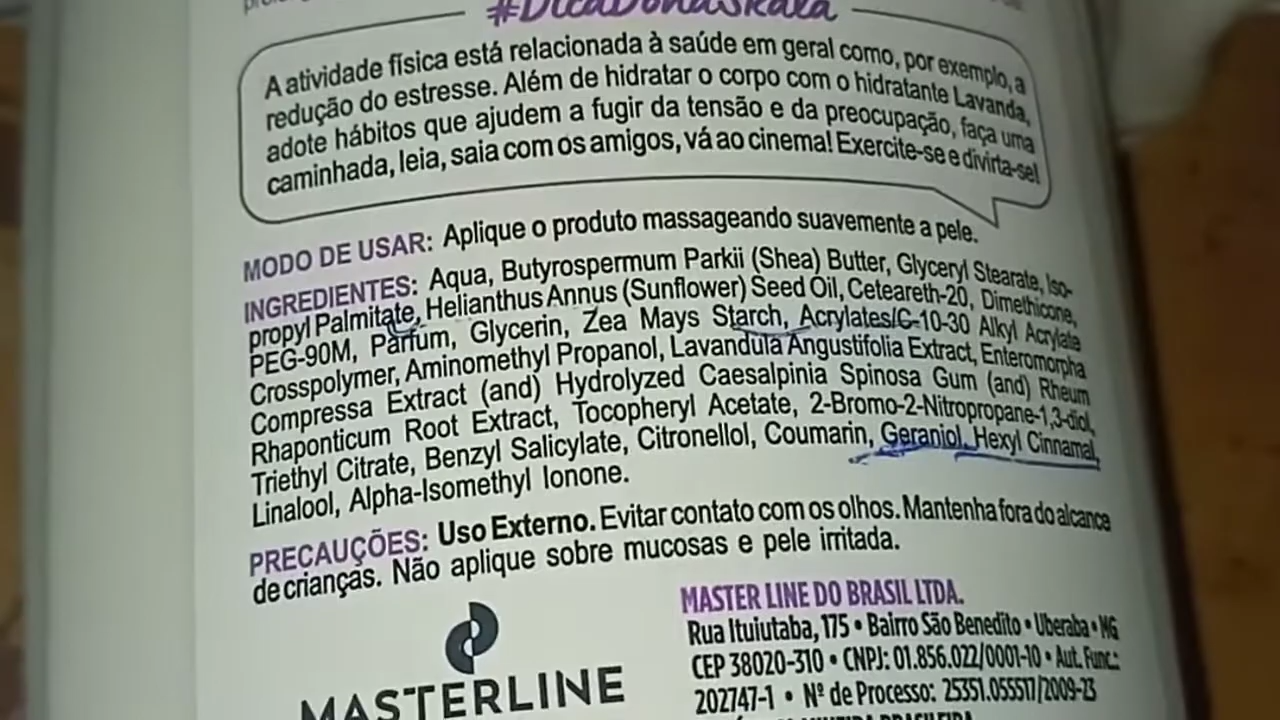 #DicaDonaSkala
A atividade física está relacionada à saúde em geral como, por exemplo, a
redução do estresse. Além de hidratar o corpo com o hidratante Lavanda,
adote hábitos que ajudem a fugir da tensão e da preocupação, faça uma
caminhada, leia, saia com os amigos, vá ao cinema! Exercite-se e divirta-se!
MODO DE USAR: Aplique o produto massageando suavemente a pele.
INGREDIENTES: Aqua, Butyrospermum Parkii (Shea) Butter, Glyceryl Stearate, Iso-
propyl Palmitate, Helianthus Annus (Sunflower) Seed Oil, Ceteareth-20, Dimethicone,
PEG-90M, Parfum, Glycerin, Zea Mays Starch, Acrylates/C-10-30 Alkyl Acrylate
Crosspolymer, Aminomethyl Propanol, Lavandula Angustifolia Extract, Enteromorpha
Compressa Extract (and) Hydrolyzed Caesalpinia Spinosa Gum (and) Rheum
Rhaponticum Root Extract, Tocopheryl Acetate, 2-Bromo-2-Nitropropane-1,3-diol,
Triethyl Citrate, Benzyl Salicylate, Citronellol, Coumarin, Geraniol, Hexyl Cinnamal,
Linalool, Alpha-Isomethyl Ionone.
PRECAUÇÕES: Uso Externo. Evitar contato com os olhos. Mantenha fora do alcance
de crianças. Não aplique sobre mucosas e pele irritada.
MASTERLINE
MASTER LINE DO BRASIL LTDA.
Rua Ituiutaba, 175 • Bairro São Benedito • Uberaba • MG
CEP 38020-310 • CNPJ: 01.856.022/0001-10 • Aut. Func.:
202747-1 • Nº de Processo: 25351.055517/2009-23